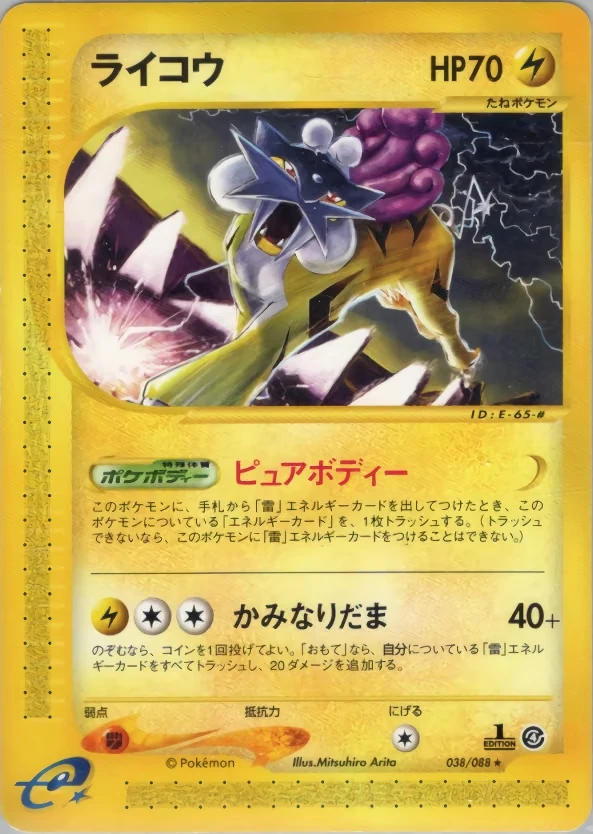 ライコウ HP70
たねポケモン
ID:E-65-#
特殊体質
ポケボディー ピュアボディー
このポケモンに、手札から「雷」エネルギーカードを出してつけたとき、この
ポケモンについている「エネルギーカード」を、1枚トラッシュする。(トラッシュ
できないなら、このポケモンに「雷」エネルギーカードをつけることはできない。)
かみなりだま 40+
のぞむなら、コインを1回投げてよい。「おもて」なら、自分についている「雷」エネル
ギーカードをすべてトラッシュし、20ダメージを追加する。
弱点 抵抗力 にげる
1
EDITION
© Pokémon Illus.Mitsuhiro Arita 038/088 ★
e